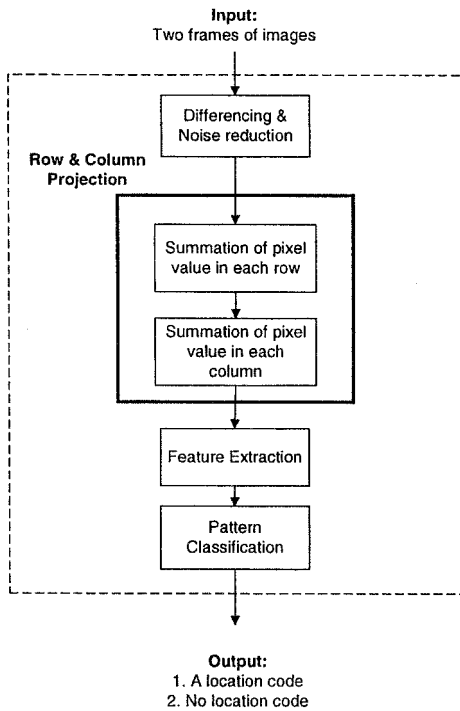 Input:
Two frames of images
Differencing &
Noise reduction
Row & Column
Projection
Summation of pixel
value in each row
Summation of pixel
value in each
column
Feature Extraction
Pattern
Classification
Output:
1. A location code
2. No location code